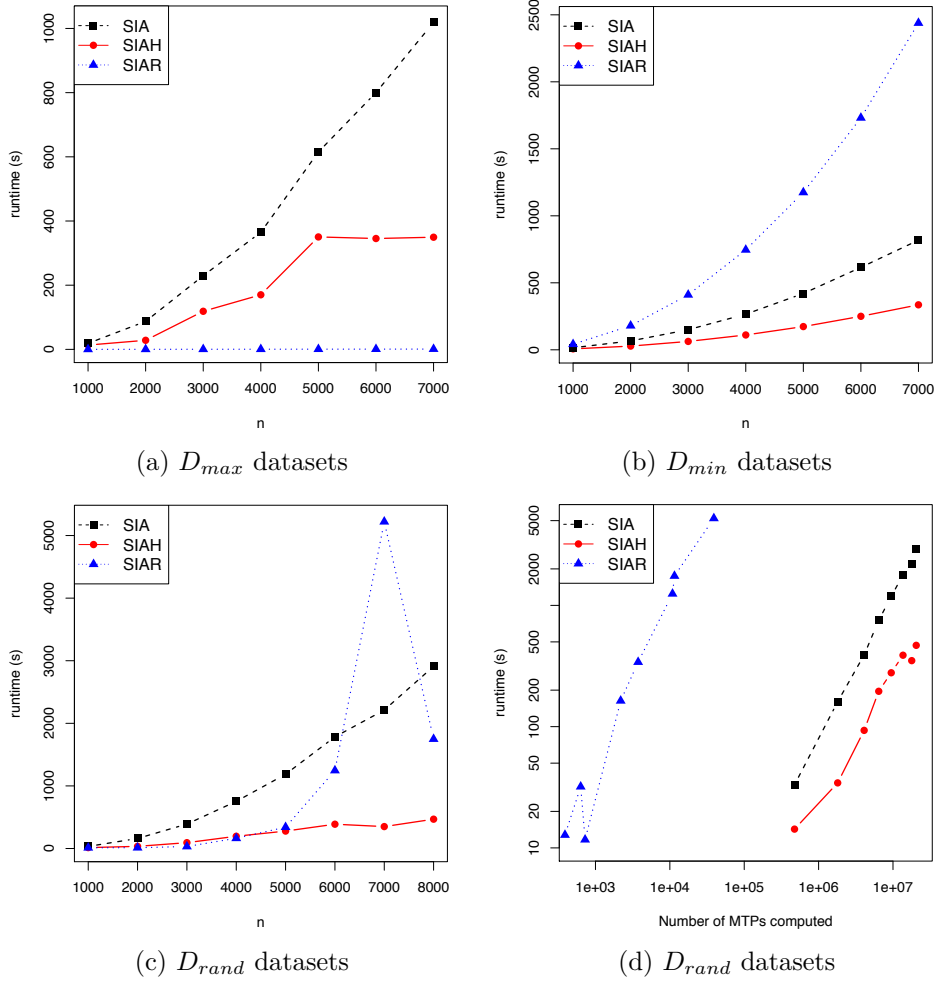 SIA
SIAH
SIAR
runtime (s)
0
200
400
600
800
1000
1000
2000
3000
4000
5000
6000
7000
n
(a) D_max datasets
SIA
SIAH
SIAR
runtime (s)
0
500
1000
1500
2000
2500
1000
2000
3000
4000
5000
6000
7000
n
(b) D_min datasets
SIA
SIAH
SIAR
runtime (s)
0
1000
2000
3000
4000
5000
1000
2000
3000
4000
5000
6000
7000
8000
n
(c) D_rand datasets
SIA
SIAH
SIAR
runtime (s)
10
20
50
100
200
500
2000
5000
1e+03
1e+04
1e+05
1e+06
1e+07
Number of MTPs computed
(d) D_rand datasets